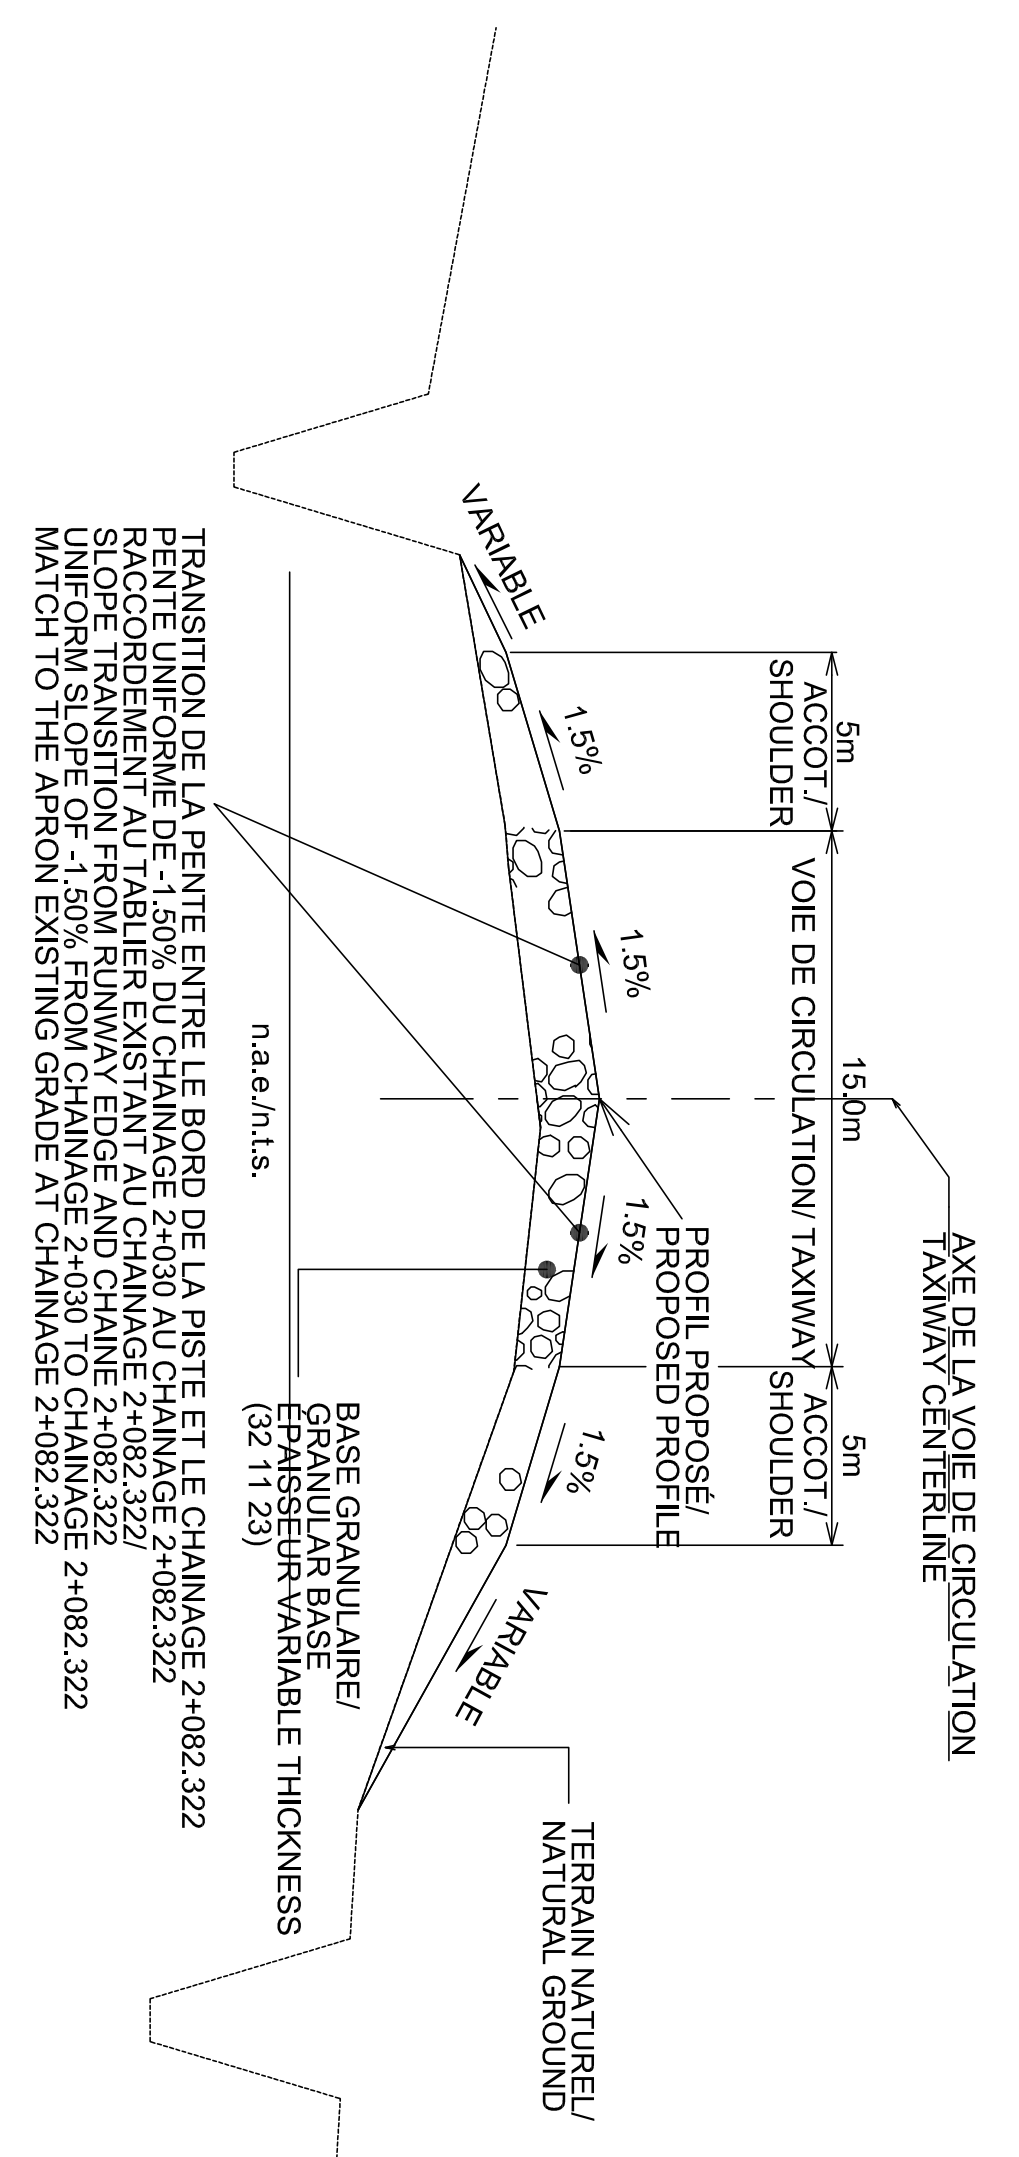 AXE DE LA VOIE DE CIRCULATION
TAXIWAY CENTERLINE
5m
15.0m
5m
ACCOT./
SHOULDER
VOIE DE CIRCULATION/ TAXIWAY
ACCOT./
SHOULDER
PROFIL PROPOSÉ/
PROPOSED PROFILE
VARIABLE
1.5%
1.5%
1.5%
1.5%
VARIABLE
TERRAIN NATUREL/
NATURAL GROUND
BASE GRANULAIRE/
GRANULAR BASE
ÉPAISSEUR VARIABLE THICKNESS
(32 11 23)
n.a.e./n.t.s.
TRANSITION DE LA PENTE ENTRE LE BORD DE LA PISTE ET LE CHAINAGE 2+082.322
PENTE UNIFORME DE -1.50% DU CHAINAGE 2+030 AU CHAINAGE 2+082.322
RACCORDEMENT AU TABLIER EXISTANT AU CHAINAGE 2+082.322/
SLOPE TRANSITION FROM RUNWAY EDGE AND CHAINE 2+082.322
UNIFORM SLOPE OF -1.50% FROM CHAINAGE 2+030 TO CHAINAGE 2+082.322
MATCH TO THE APRON EXISTING GRADE AT CHAINAGE 2+082.322